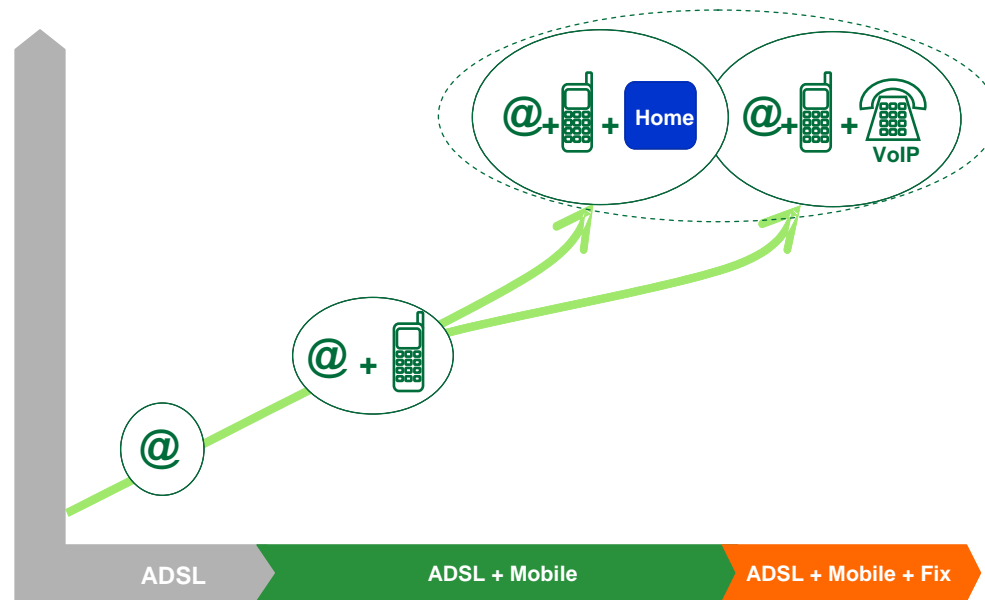 @ + + Home
@ + + VoIP
@ +
@
ADSL
ADSL + Mobile
ADSL + Mobile + Fix